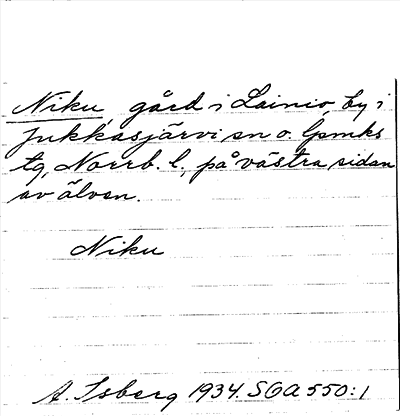 Niku, gård i Lainio, by i
Jukkasjärvi sn o. lpmks
tg, Norrb. l., på västra sidan
av älven.
Niku
A. Isberg 1934. SOA 550:1